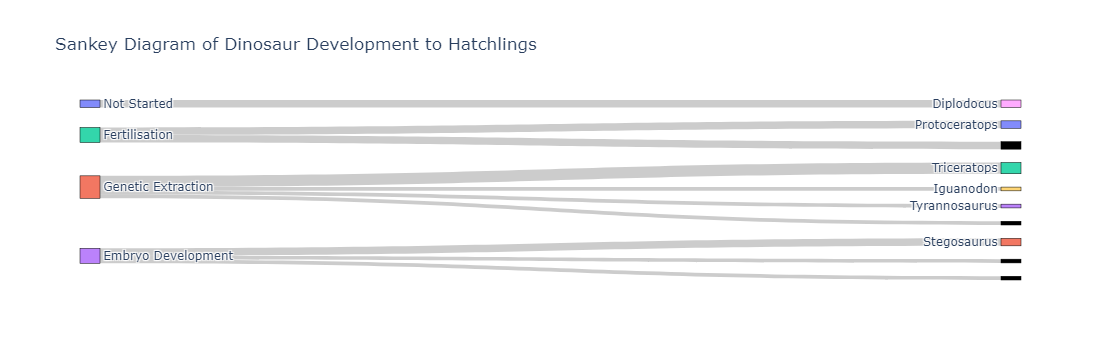 Sankey Diagram of Dinosaur Development to Hatchlings
Not Started
Diplodocus
Protoceratops
Fertilisation
Triceratops
Genetic Extraction
Iguanodon
Tyrannosaurus
Stegosaurus
Embryo Development